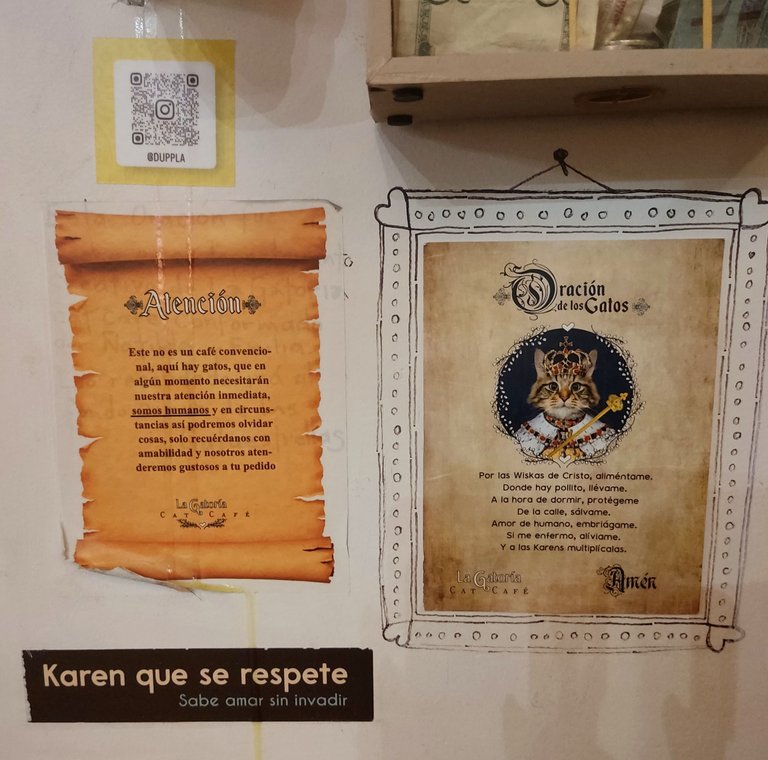 @DUPPLA
Atención
Este no es un café convencio-
nal, aquí hay gatos, que en
algún momento necesitarán
nuestra atención inmediata,
somos humanos y en circuns-
tancias así podremos olvidar
cosas, solo recuérdanos con
amabilidad y nosotros aten-
deremos gustosos a tu pedido
La Gatoría
CAT CAFÉ
Oración
de los Gatos
Por las Wiskas de Cristo, aliméntame.
Donde hay pollito, llévame.
A la hora de dormir, protégeme
De la calle, sálvame.
Amor de humano, embriágame.
Si me enfermo, alíviame.
Y a las Karens multiplícalas.
La Gatoría
CAT CAFÉ
Amén
Karen que se respete
Sabe amar sin invadir